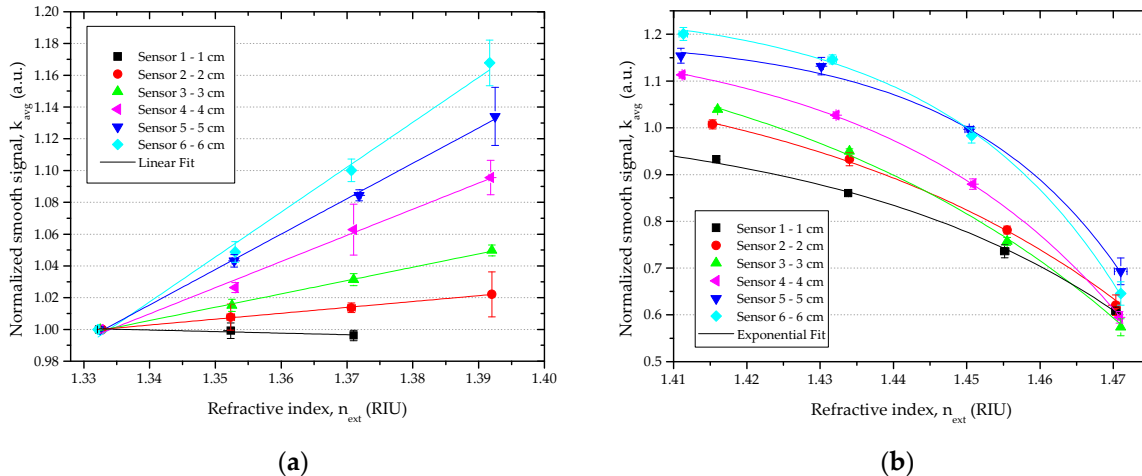 1.20
1.18
1.16
1.14
1.12
1.10
1.08
1.06
1.04
1.02
1.00
0.98
Normalized smooth signal, k_avg (a.u.)
Sensor 1 - 1 cm
Sensor 2 - 2 cm
Sensor 3 - 3 cm
Sensor 4 - 4 cm
Sensor 5 - 5 cm
Sensor 6 - 6 cm
Linear Fit
1.33 1.34 1.35 1.36 1.37 1.38 1.39 1.40
Refractive index, n_ext (RIU)
(a)
1.2
1.1
1.0
0.9
0.8
0.7
0.6
0.5
Normalized smooth signal, k_avg (a.u.)
Sensor 1 - 1 cm
Sensor 2 - 2 cm
Sensor 3 - 3 cm
Sensor 4 - 4 cm
Sensor 5 - 5 cm
Sensor 6 - 6 cm
Exponential Fit
1.41 1.42 1.43 1.44 1.45 1.46 1.47
Refractive index, n_ext (RIU)
(b)